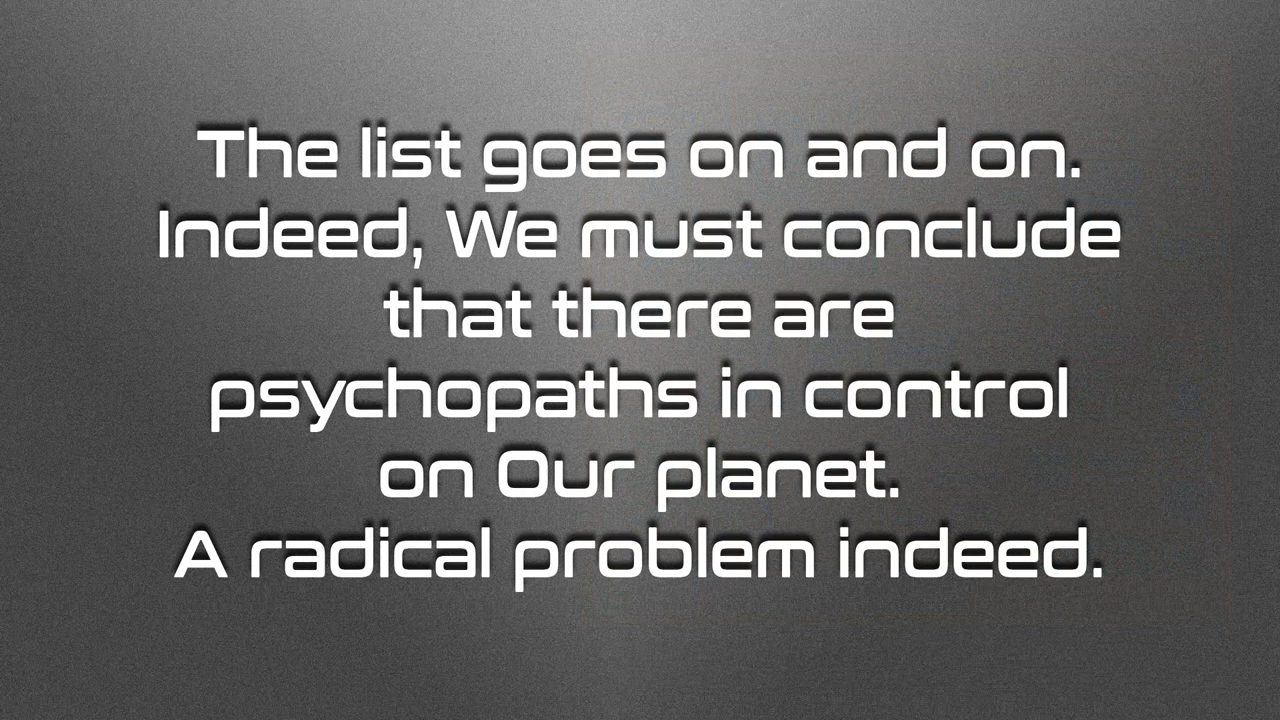 The list goes on and on.
Indeed, We must conclude
that there are
psychopaths in control
on Our planet.
A radical problem indeed.